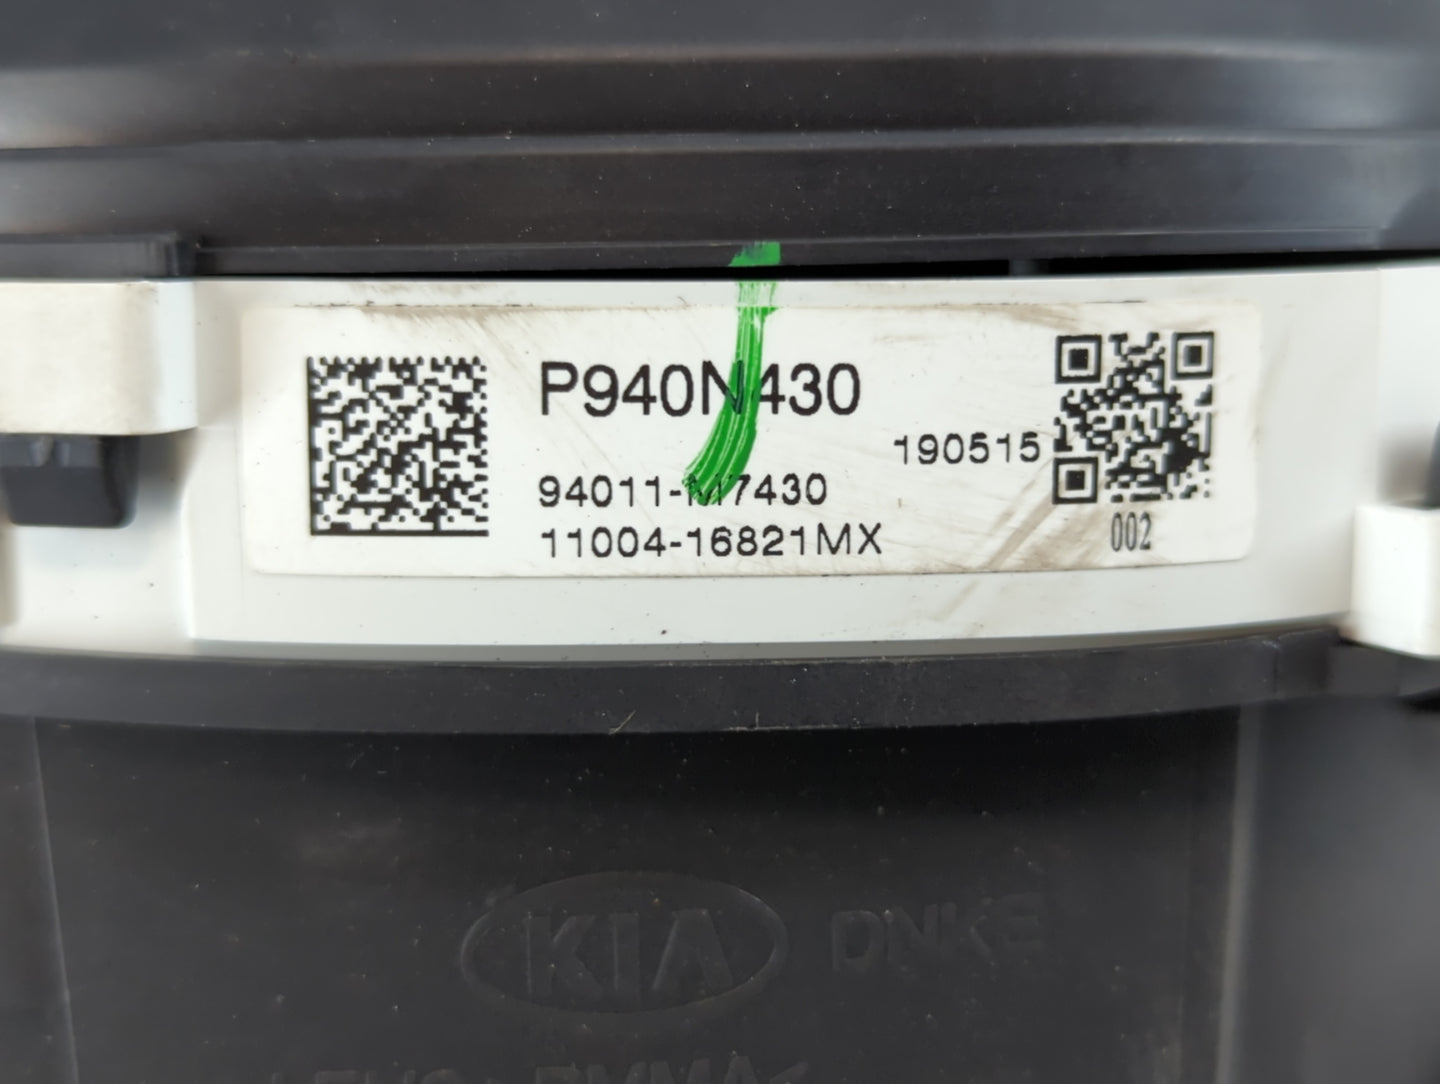 P940N430
190515
94011-M7430
11004-16821MX
002
KIA DNKE